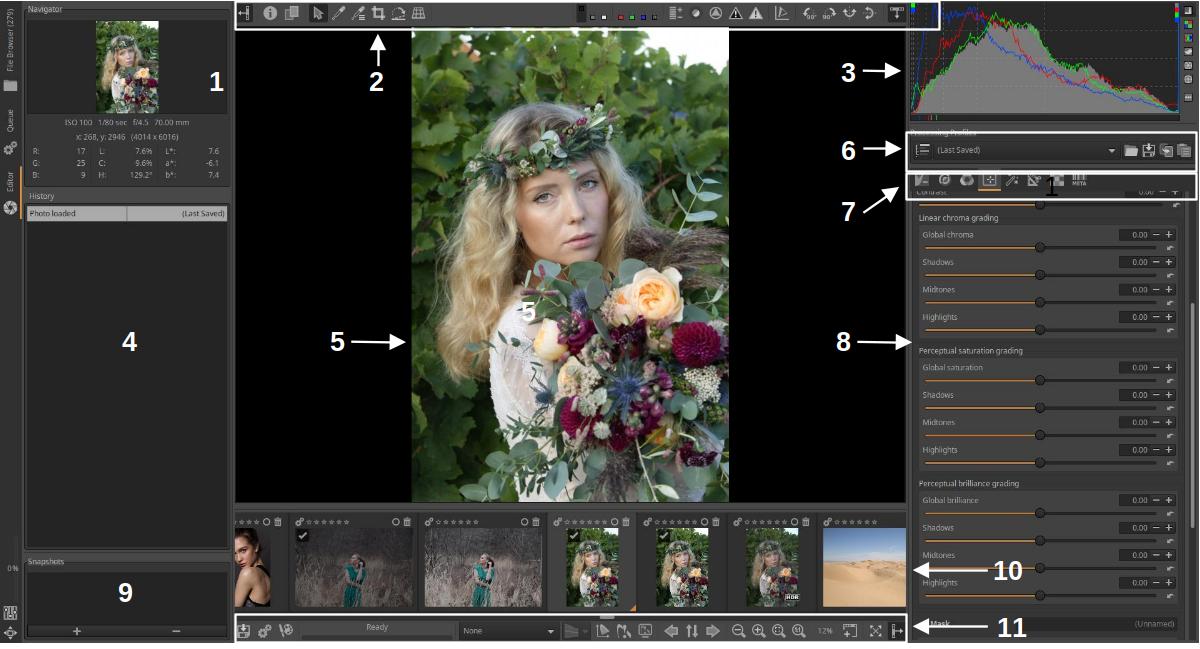 File Browser (279)
Queue
Editor
0%
Navigator
1
ISO 100 1/80 sec f/4.5 70.00 mm
x: 268, y: 2946 (4014 x 6016)
R: 17 L: 7.6% L*: 7.6
G: 25 C: 9.6% a*: -6.1
B: 9 H: 129.2° b*: 7.4
History
Photo loaded (Last Saved)
4
Snapshots
9
+ −
2
5
5
HDR
Ready
None
12%
3
Processing Profiles
6
(Last Saved)
7
1
META
Contrast 0.00 − +
Linear chroma grading
Global chroma 0.00 − +
Shadows 0.00 − +
Midtones 0.00 − +
Highlights 0.00 − +
8
Perceptual saturation grading
Global saturation 0.00 − +
Shadows 0.00 − +
Midtones 0.00 − +
Highlights 0.00 − +
Perceptual brilliance grading
Global brilliance 0.00 − +
Shadows 0.00 − +
Midtones 0.00 − +
10
Highlights 0.00 − +
11
Mask (Unnamed)